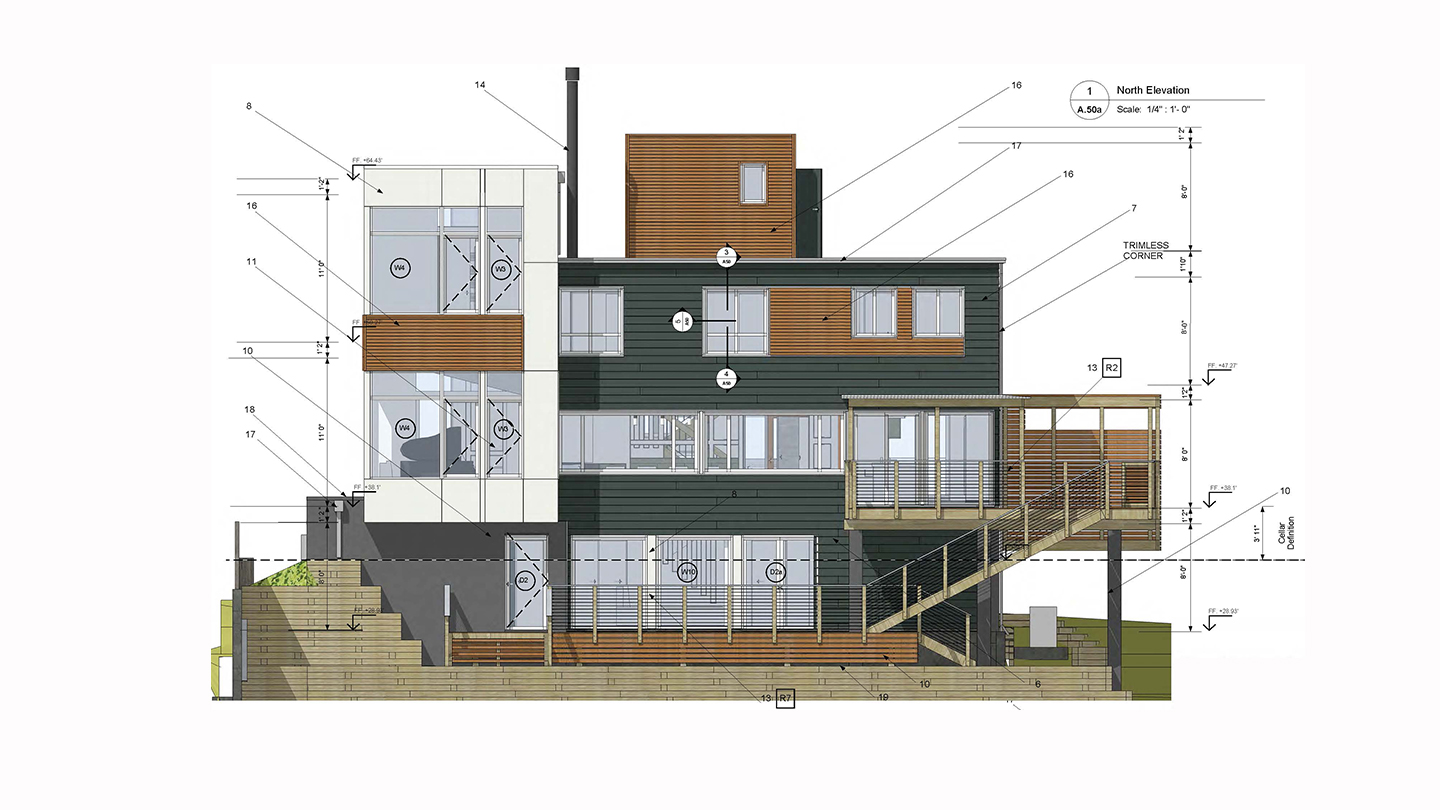 14
16
1
North Elevation
A.50a
Scale: 1/4" : 1'- 0"
8
17
1' 2"
FF. +64.43'
16
1'-2"
8'-0"
16
7
11
TRIMLESS
CORNER
3
A50
W4
W3
11' 0"
1'10"
5
A50
8'-0"
1' 2"
10
4
A50
13
R2
FF. +47.27'
1'2"
18
17
11' 0"
W4
W3
8' 0"
FF. +38.1'
8
FF. +38.1'
10
1' 2"
1'2"
3' 11"
Cellar
Definition
D2
W10
D2a
8'-0"
FF. +28.93'
FF. +28.93'
10
6
13
R7
19